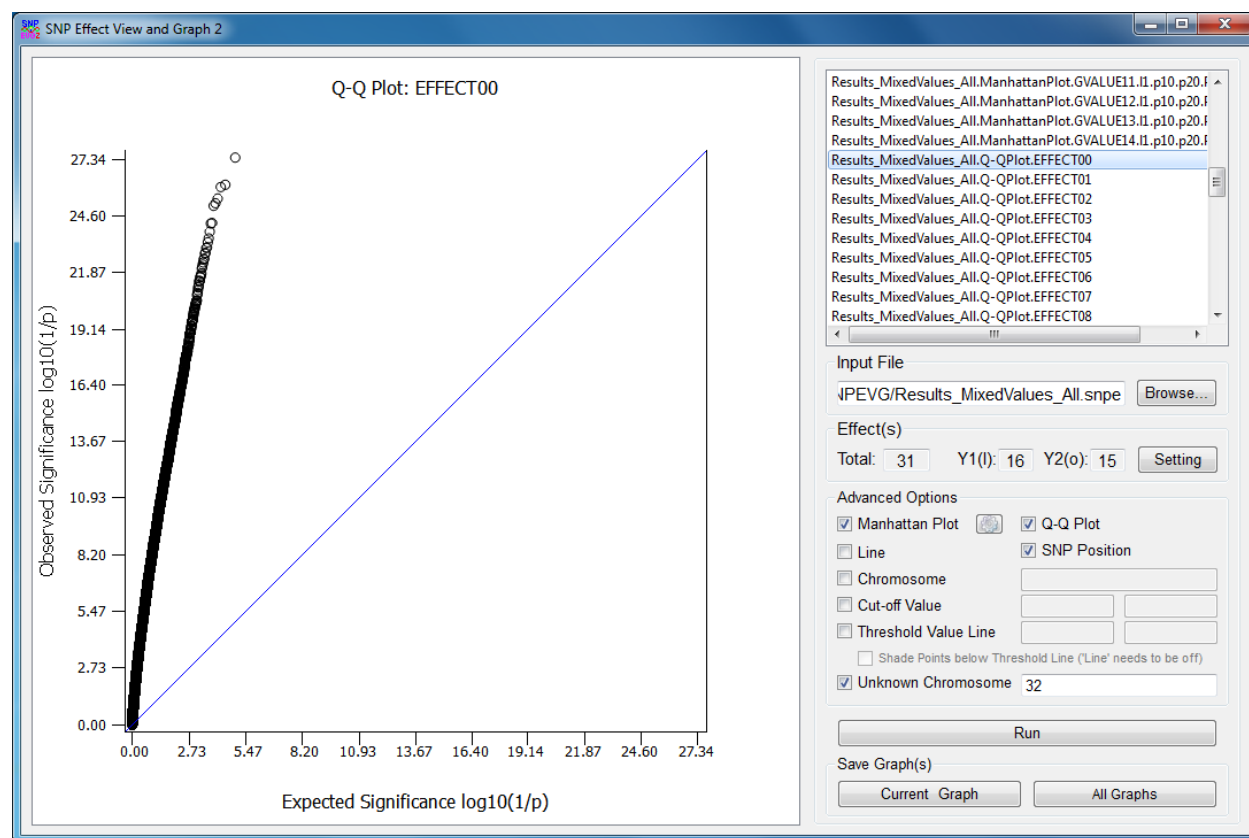 SNP EVG2
SNP Effect View and Graph 2
Q-Q Plot: EFFECT00
Observed Significance log10(1/p)
27.34
24.60
21.87
19.14
16.40
13.67
10.93
8.20
5.47
2.73
0.00
0.00 2.73 5.47 8.20 10.93 13.67 16.40 19.14 21.87 24.60 27.34
Expected Significance log10(1/p)
Results_MixedValues_All.ManhattanPlot.GVALUE11.l1.p10.p20.
Results_MixedValues_All.ManhattanPlot.GVALUE12.l1.p10.p20.
Results_MixedValues_All.ManhattanPlot.GVALUE13.l1.p10.p20.
Results_MixedValues_All.ManhattanPlot.GVALUE14.l1.p10.p20.
Results_MixedValues_All.Q-QPlot.EFFECT00
Results_MixedValues_All.Q-QPlot.EFFECT01
Results_MixedValues_All.Q-QPlot.EFFECT02
Results_MixedValues_All.Q-QPlot.EFFECT03
Results_MixedValues_All.Q-QPlot.EFFECT04
Results_MixedValues_All.Q-QPlot.EFFECT05
Results_MixedValues_All.Q-QPlot.EFFECT06
Results_MixedValues_All.Q-QPlot.EFFECT07
Results_MixedValues_All.Q-QPlot.EFFECT08
Input File
NPEVG/Results_MixedValues_All.snpe Browse...
Effect(s)
Total: 31 Y1(l): 16 Y2(o): 15 Setting
Advanced Options
Manhattan Plot Q-Q Plot
Line SNP Position
Chromosome
Cut-off Value
Threshold Value Line
Shade Points below Threshold Line ('Line' needs to be off)
Unknown Chromosome 32
Run
Save Graph(s)
Current Graph All Graphs